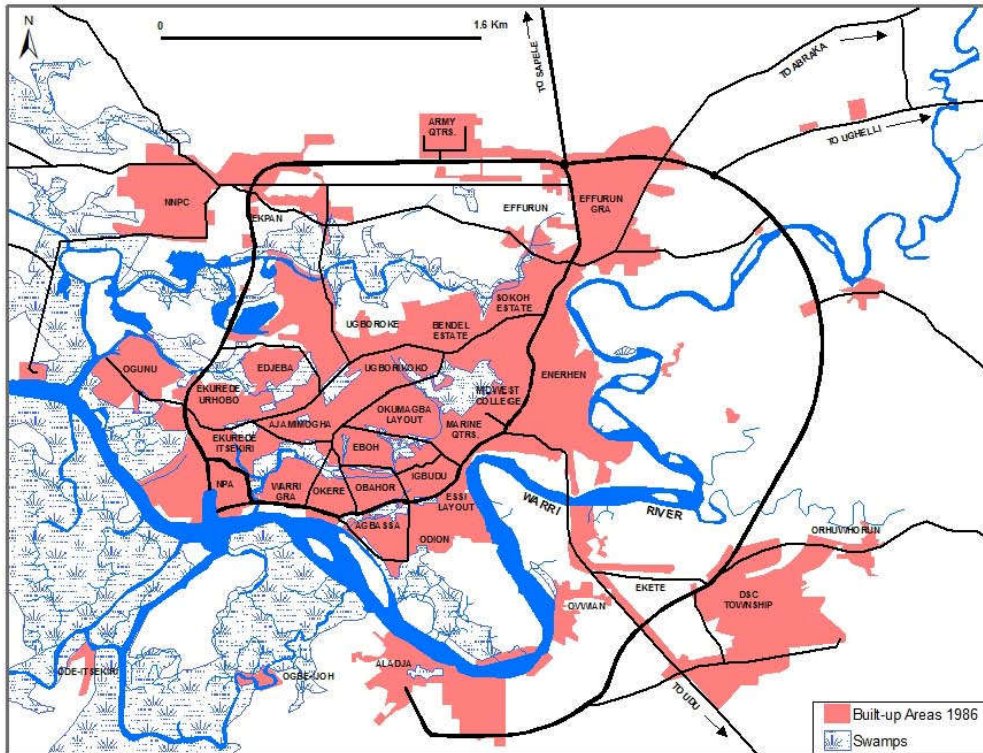 N
0
1.6 Km
TO SAPELE
TO ABRAKA
ARMY
QTRS.
TO UGHELLI
NNPC
EKPAN
EFFURUN
EFFURUN
GRA
SOKOH
ESTATE
UGBOROKE
BENDEL
ESTATE
OGUNU
EDJEBA
UGBORIKOKO
ENERHEN
EKUREDE
URHOBO
MIDWEST
COLLEGE
OKUMAGBA
LAYOUT
AJAMIMOGHA
MARINE
QTRS.
EKUREDE
ITSEKIRI
EBOH
IGBUDU
NPA
WARRI
GRA
OKERE
OBAHOR
ESSI
LAYOUT
WARRI
RIVER
AGBASSA
ODION
ORHUWHORUN
EKETE
DSC
TOWNSHIP
OVWIAN
ALADJA
ODE-ITSEKIRI
OGBE-IJOH
TO UDU
Built-up Areas 1986
Swamps